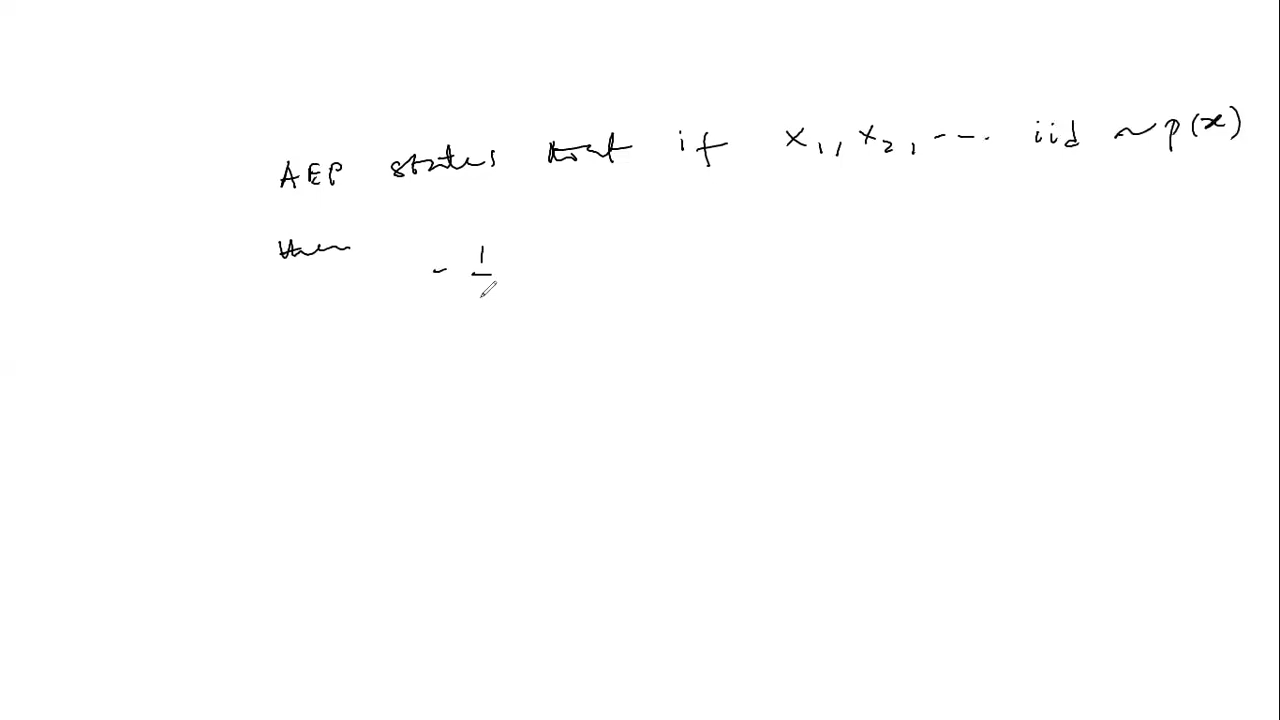 AEP states that if X1, X2, --- iid ~ p(x)
then - 1